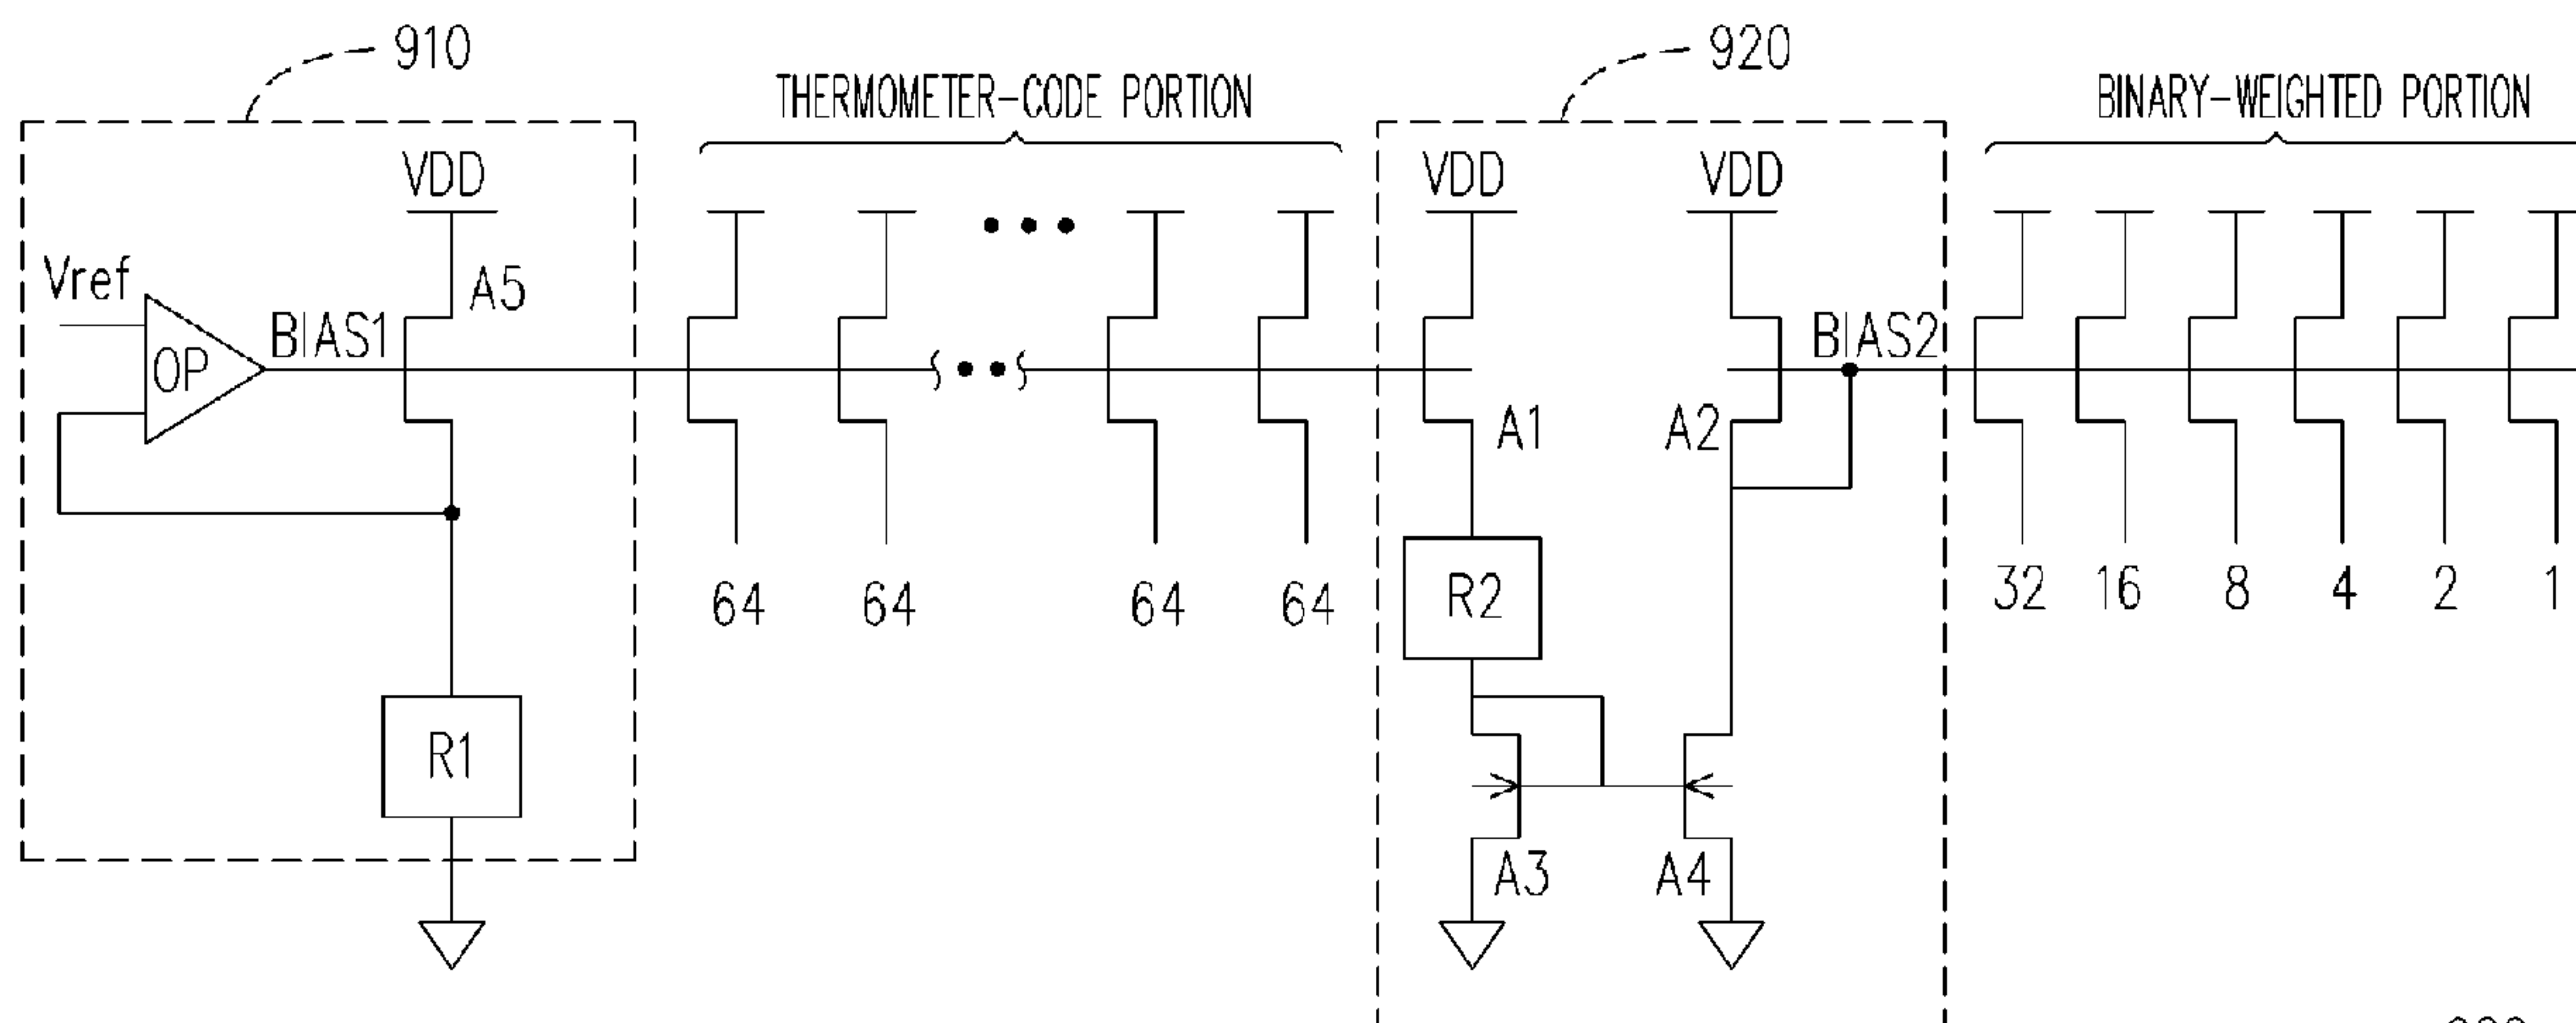 910
920
THERMOMETER-CODE PORTION
BINARY-WEIGHTED PORTION
VDD
VDD
VDD
Vref
A5
OP
BIAS1
BIAS2
A1
A2
64
64
64
64
R2
32
16
8
4
2
1
R1
A3
A4